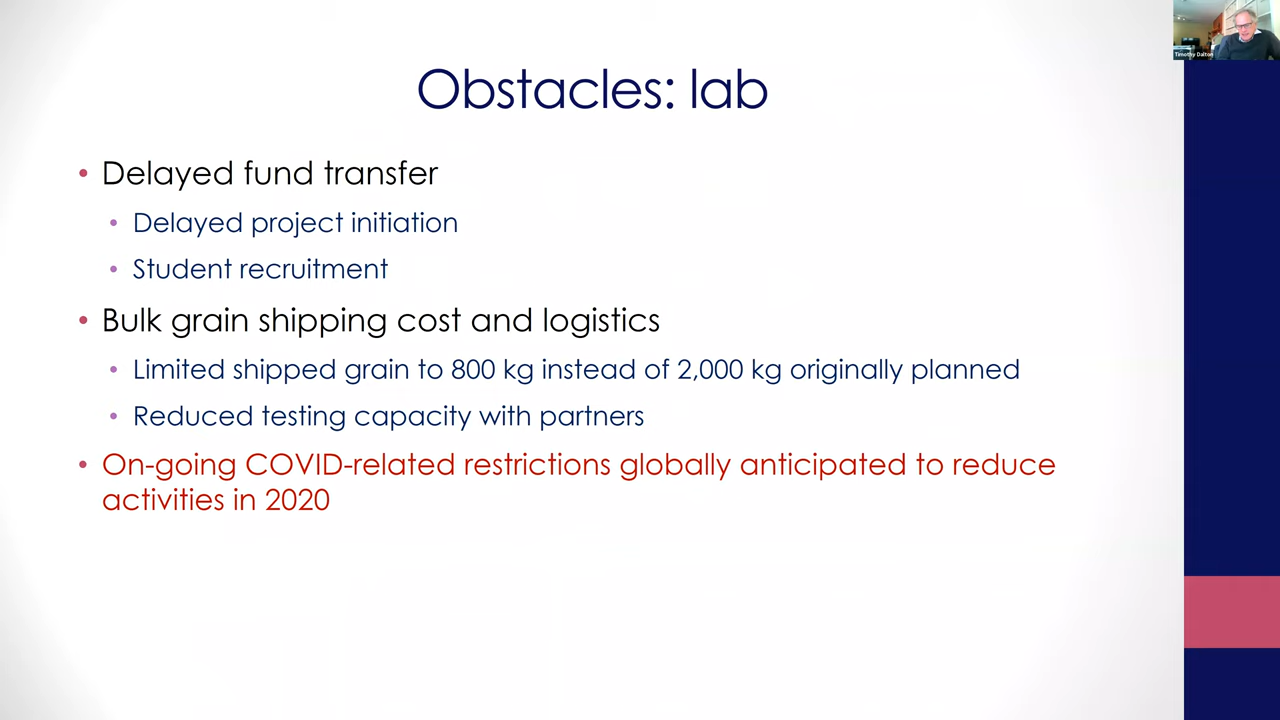 Timothy Dalton
Obstacles: lab
• Delayed fund transfer
• Delayed project initiation
• Student recruitment
• Bulk grain shipping cost and logistics
• Limited shipped grain to 800 kg instead of 2,000 kg originally planned
• Reduced testing capacity with partners
• On-going COVID-related restrictions globally anticipated to reduce
activities in 2020